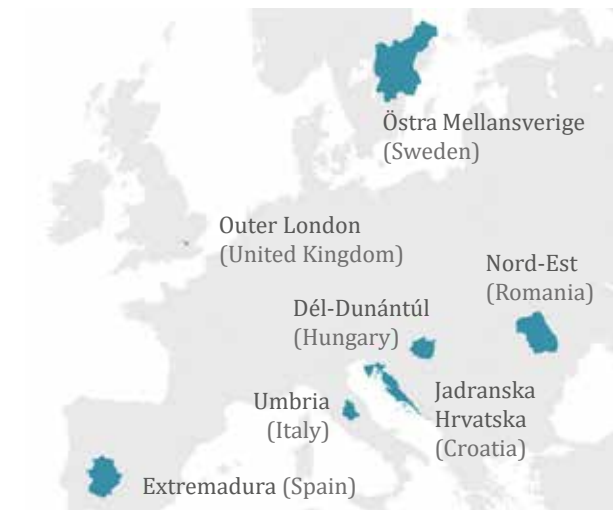 Östra Mellansverige
(Sweden)
Outer London
(United Kingdom)
Nord-Est
(Romania)
Dél-Dunántúl
(Hungary)
Jadranska
Hrvatska
(Croatia)
Umbria
(Italy)
Extremadura (Spain)